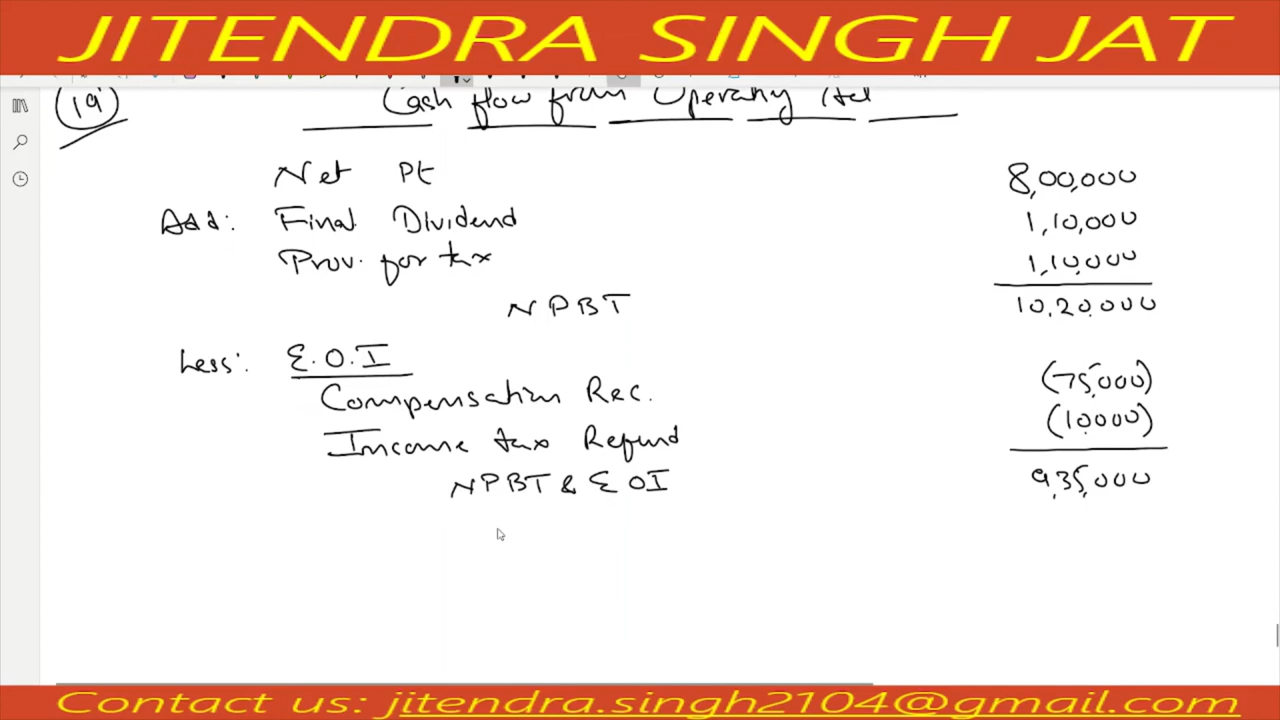 JITENDRA SINGH JAT
(19) Cash flow from Operating Act
Net Pt 8,00,000
Add: Final Dividend 1,10,000
Prov. for tax 1,10,000
NPBT 10,20,000
Less: E.O.I
Compensation Rec. (75,000)
Income tax Refund (10,000)
NPBT & EOI 9,35,000
Contact us: jitendra.singh2104@gmail.com